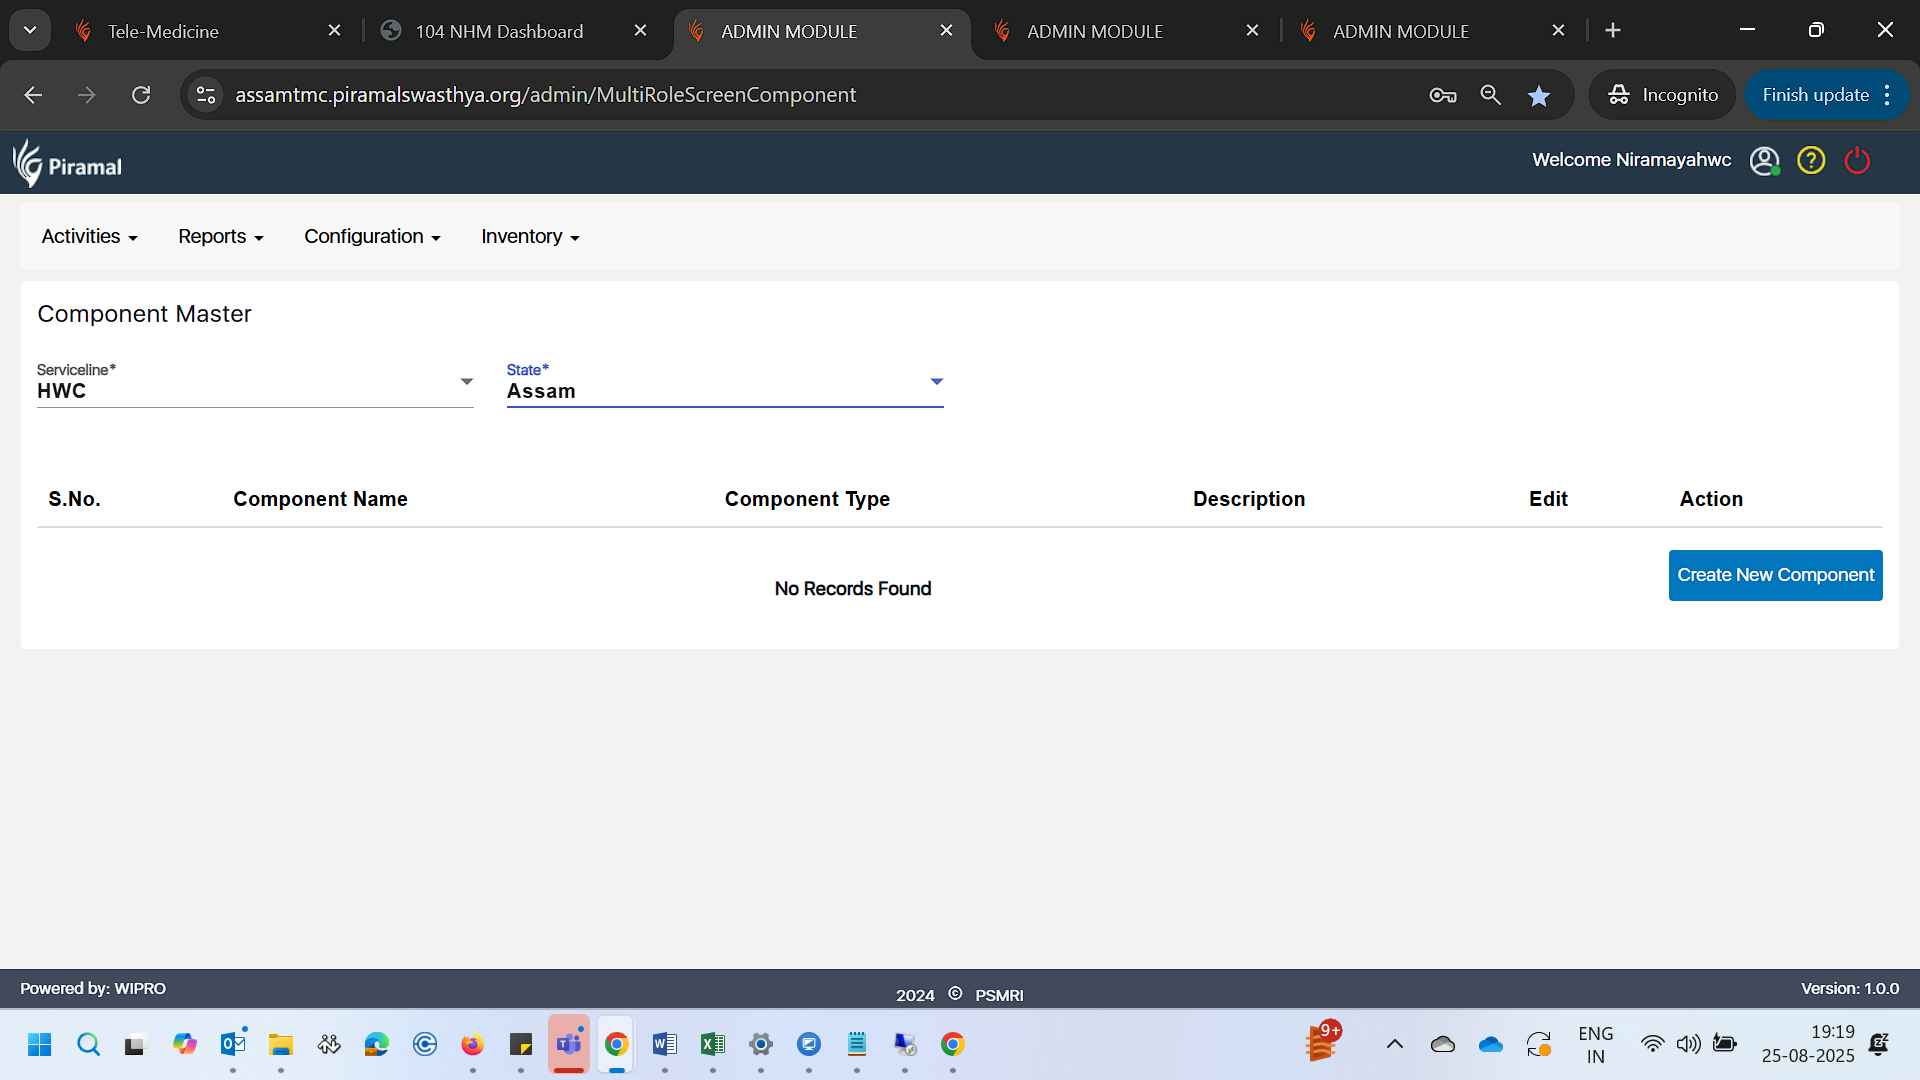 Tele-Medicine
104 NHM Dashboard
ADMIN MODULE
ADMIN MODULE
ADMIN MODULE
assamtmc.piramalswasthya.org/admin/MultiRoleScreenComponent
Incognito
Finish update
Piramal
Welcome Niramayahwc
Activities
Reports
Configuration
Inventory
Component Master
Serviceline*
HWC
State*
Assam
S.No. Component Name Component Type Description Edit Action
No Records Found
Create New Component
Powered by: WIPRO
2024 © PSMRI
Version: 1.0.0
9+
ENG
IN
19:19
25-08-2025